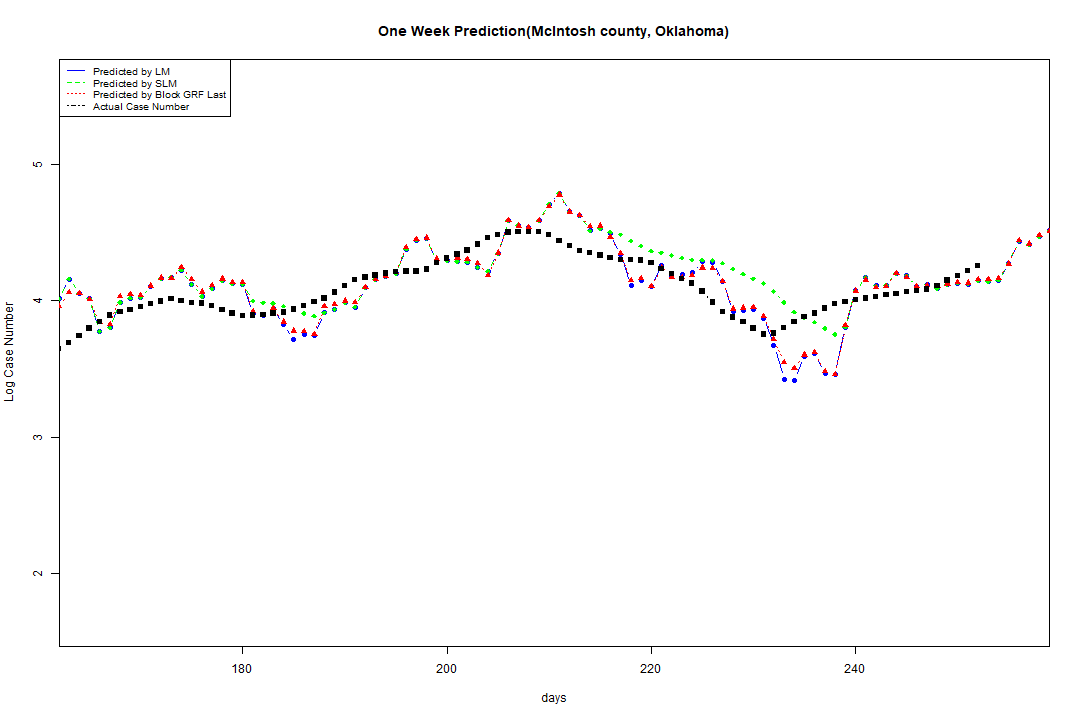 One Week Prediction(McIntosh county, Oklahoma)
Predicted by LM
Predicted by SLM
Predicted by Block GRF Last
Actual Case Number
5
4
3
2
Log Case Number
180
200
220
240
days